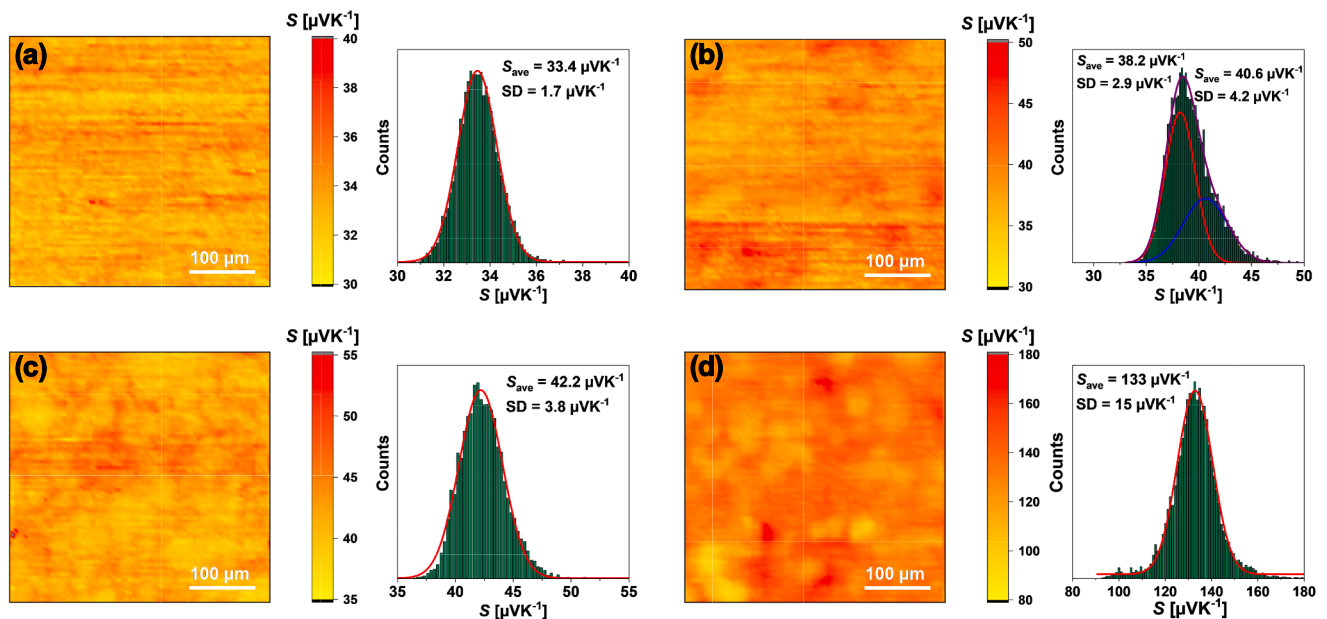 (a)
100 µm
S [µVK⁻¹]
40
38
36
34
32
30
Counts
S_ave = 33.4 µVK⁻¹
SD = 1.7 µVK⁻¹
30 32 34 36 38 40
S [µVK⁻¹]
(b)
100 µm
S [µVK⁻¹]
50
45
40
35
30
Counts
S_ave = 38.2 µVK⁻¹
SD = 2.9 µVK⁻¹
S_ave = 40.6 µVK⁻¹
SD = 4.2 µVK⁻¹
30 35 40 45 50
S [µVK⁻¹]
(c)
100 µm
S [µVK⁻¹]
55
50
45
40
35
Counts
S_ave = 42.2 µVK⁻¹
SD = 3.8 µVK⁻¹
35 40 45 50 55
S [µVK⁻¹]
(d)
100 µm
S [µVK⁻¹]
180
160
140
120
100
80
Counts
S_ave = 133 µVK⁻¹
SD = 15 µVK⁻¹
80 100 120 140 160 180
S [µVK⁻¹]